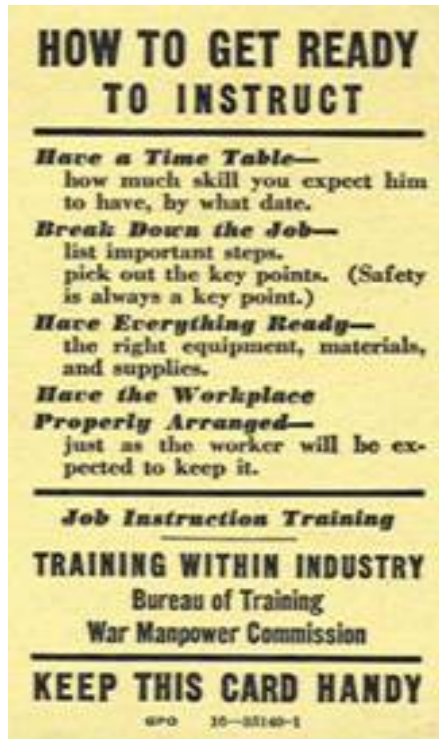 HOW TO GET READY
TO INSTRUCT
Have a Time Table—
how much skill you expect him
to have, by what date.
Break Down the Job—
list important steps.
pick out the key points. (Safety
is always a key point.)
Have Everything Ready—
the right equipment, materials,
and supplies.
Have the Workplace
Properly Arranged—
just as the worker will be ex-
pected to keep it.
Job Instruction Training
TRAINING WITHIN INDUSTRY
Bureau of Training
War Manpower Commission
KEEP THIS CARD HANDY
GPO 16—35140-1